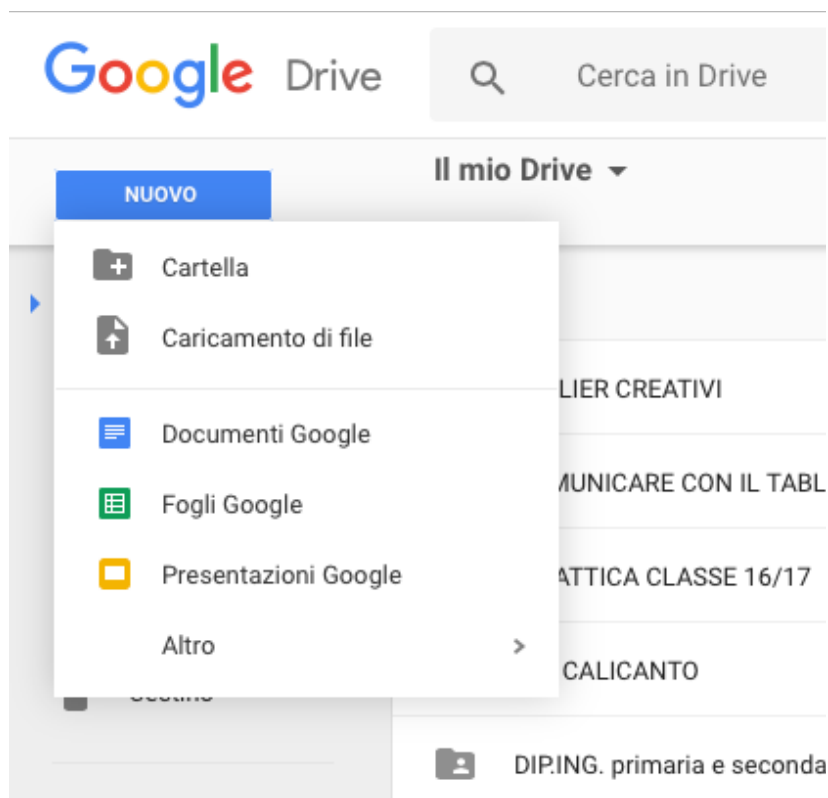 Google Drive
Cerca in Drive
Il mio Drive
NUOVO
Cartella
Caricamento di file
Documenti Google
Fogli Google
Presentazioni Google
Altro
LIER CREATIVI
MUNICARE CON IL TABL
ATTICA CLASSE 16/17
CALICANTO
DIP.ING. primaria e seconda